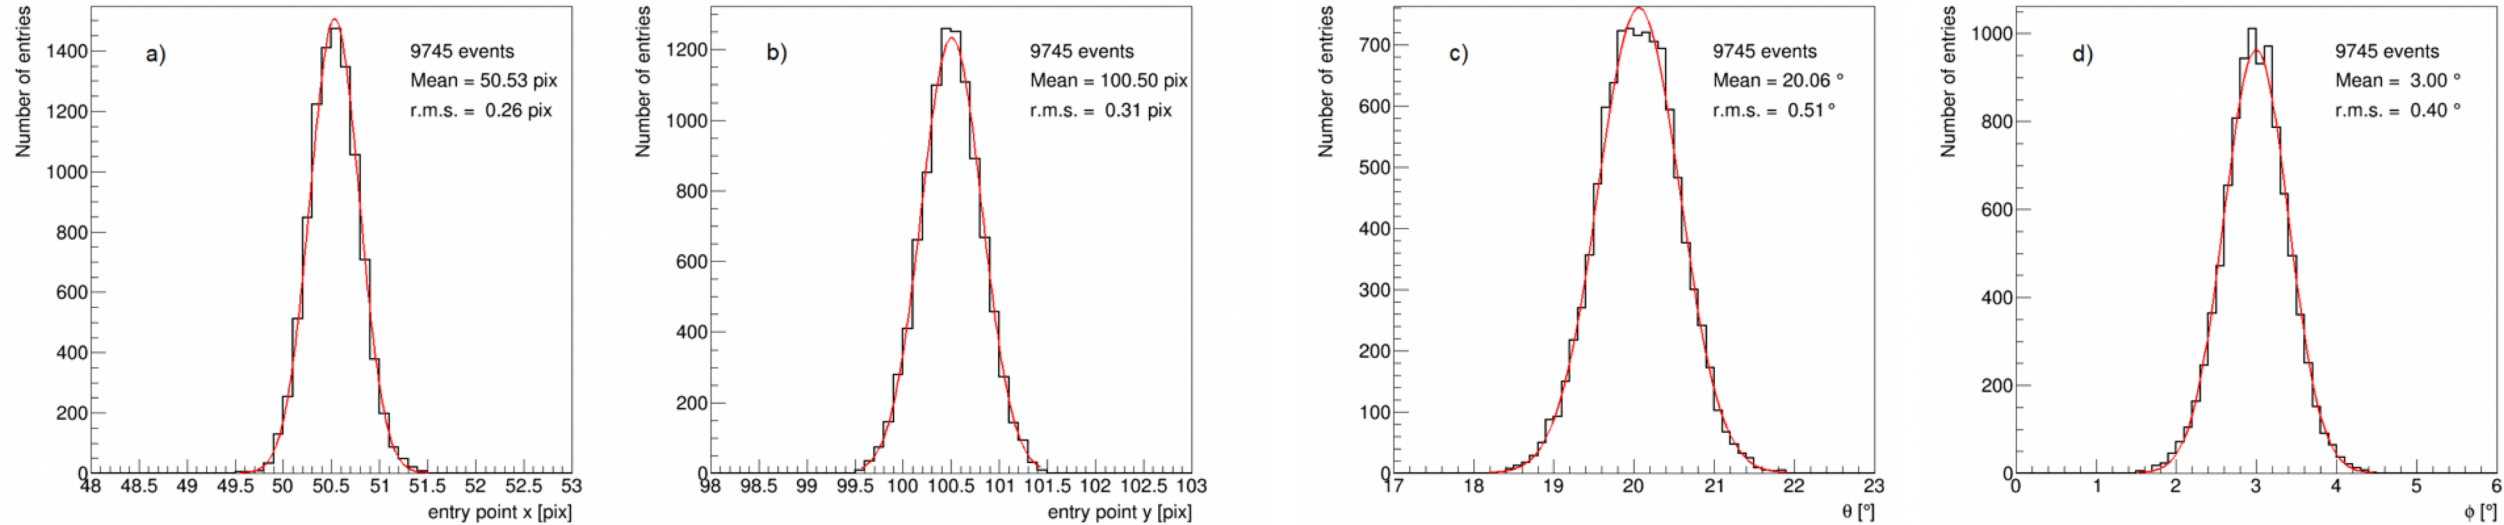 Number of entries
a)
9745 events
Mean = 50.53 pix
r.m.s. = 0.26 pix
1400
1200
1000
800
600
400
200
0
48 48.5 49 49.5 50 50.5 51 51.5 52 52.5 53
entry point x [pix]
Number of entries
b)
9745 events
Mean = 100.50 pix
r.m.s. = 0.31 pix
1200
1000
800
600
400
200
0
98 98.5 99 99.5 100 100.5 101 101.5 102 102.5 103
entry point y [pix]
Number of entries
c)
9745 events
Mean = 20.06 °
r.m.s. = 0.51 °
700
600
500
400
300
200
100
0
17 18 19 20 21 22 23
θ [°]
Number of entries
d)
9745 events
Mean = 3.00 °
r.m.s. = 0.40 °
1000
800
600
400
200
0
0 1 2 3 4 5 6
ϕ [°]